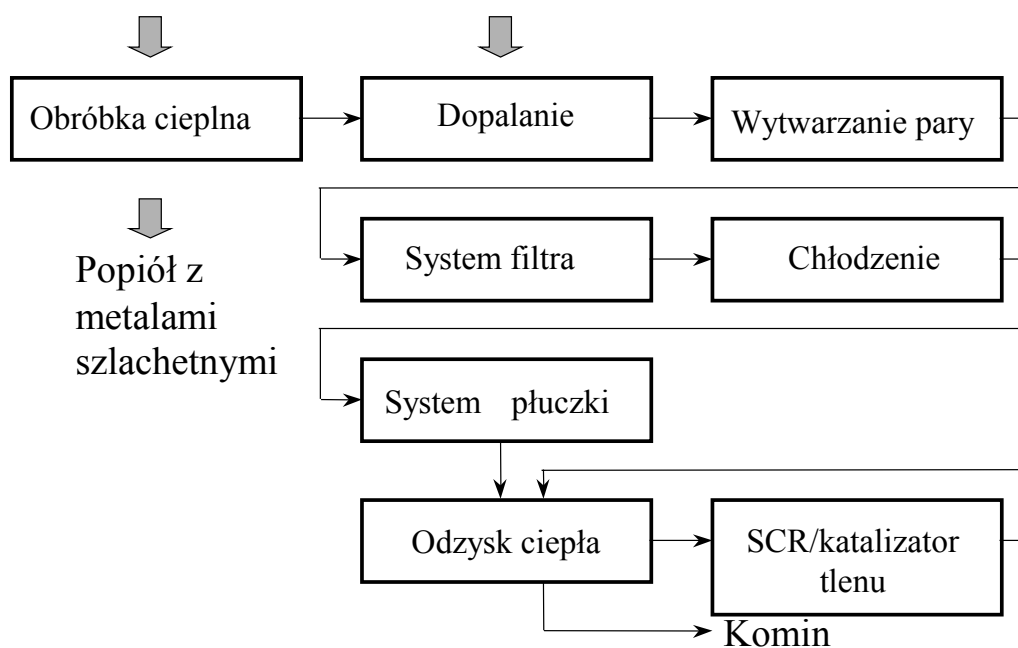 Obróbka cieplna
Dopalanie
Wytwarzanie pary
Popiół z
metalami
szlachetnymi
System filtra
Chłodzenie
System płuczki
Odzysk ciepła
SCR/katalizator
tlenu
Komin